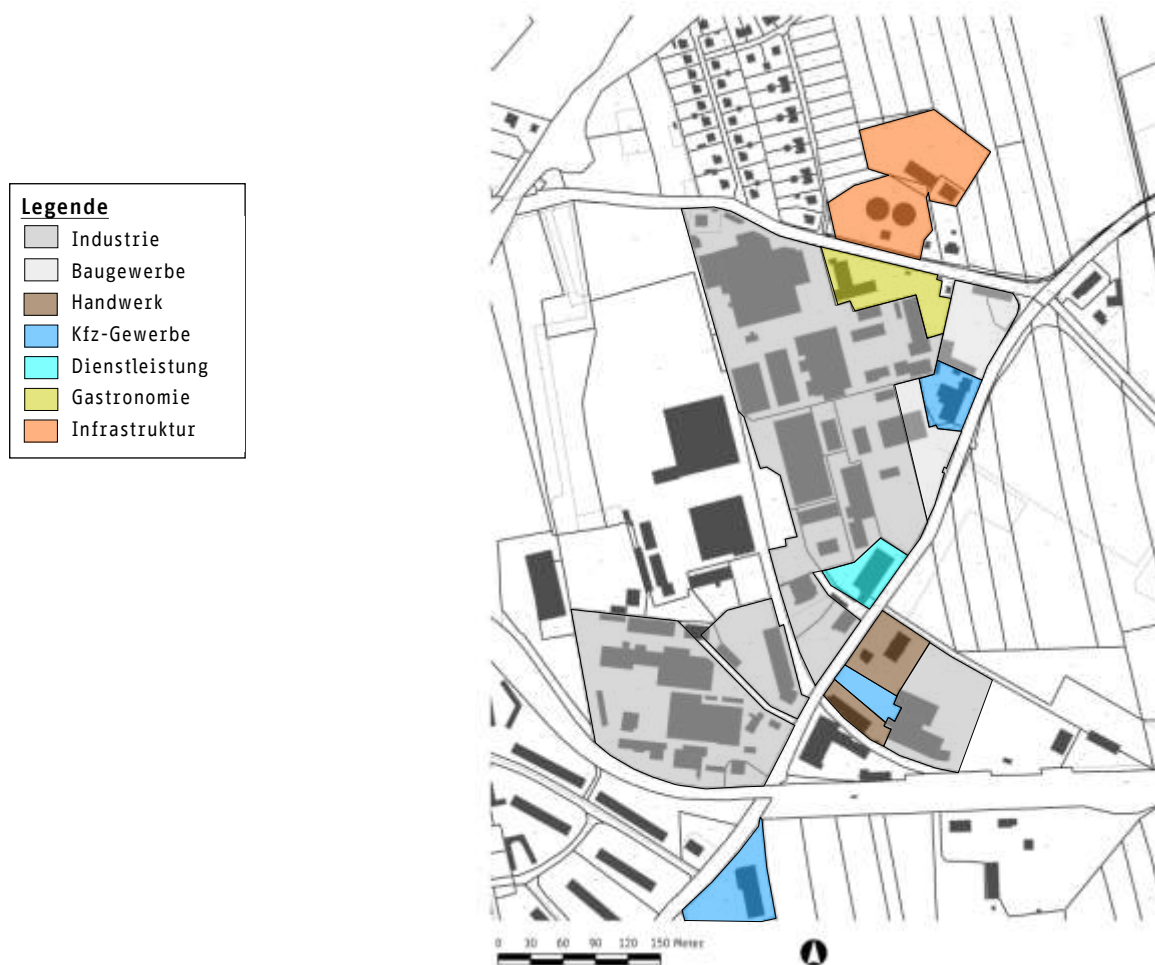 Legende
Industrie
Baugewerbe
Handwerk
Kfz-Gewerbe
Dienstleistung
Gastronomie
Infrastruktur
0 30 60 90 120 150 Meter